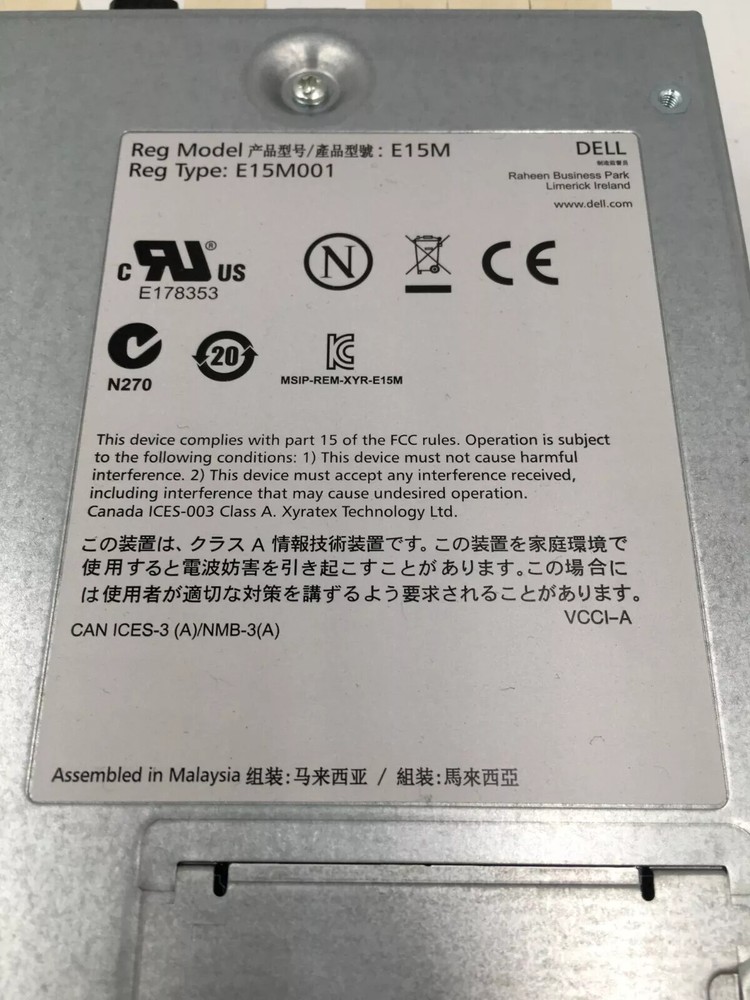 Reg Model 产品型号/產品型號: E15M
Reg Type: E15M001
DELL
Raheen Business Park
Limerick Ireland
www.dell.com
C RU® US
E178353
N
CE
N270
20
KC
MSIP-REM-XYR-E15M
This device complies with part 15 of the FCC rules. Operation is subject
to the following conditions: 1) This device must not cause harmful
interference. 2) This device must accept any interference received,
including interference that may cause undesired operation.
Canada ICES-003 Class A. Xyratex Technology Ltd.
この装置は、クラス A 情報技術装置です。この装置を家庭環境で
使用すると電波妨害を引き起こすことがあります。この場合に
は使用者が適切な対策を講ずるよう要求されることがあります。
VCCI-A
CAN ICES-3 (A)/NMB-3(A)
Assembled in Malaysia 组装:马来西亚 / 組装:馬來西亞